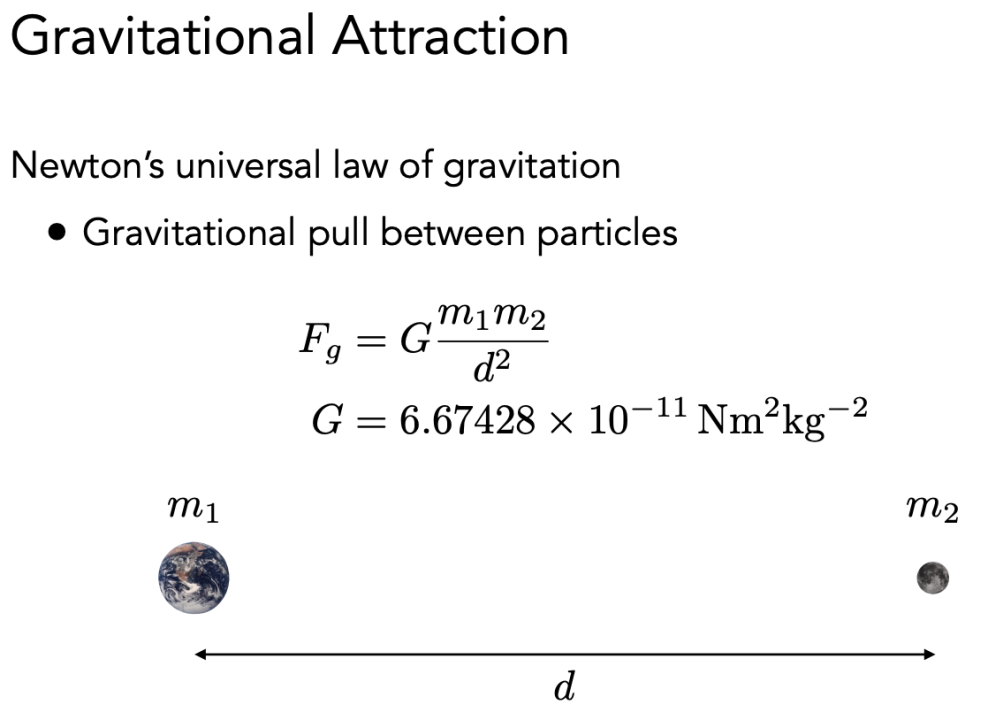 Gravitational Attraction
Newton's universal law of gravitation
• Gravitational pull between particles
$F_g = G\frac{m_1 m_2}{d^2}$
$G = 6.67428 \times 10^{-11}\,\mathrm{Nm^2kg^{-2}}$
$m_1$ $m_2$
$d$